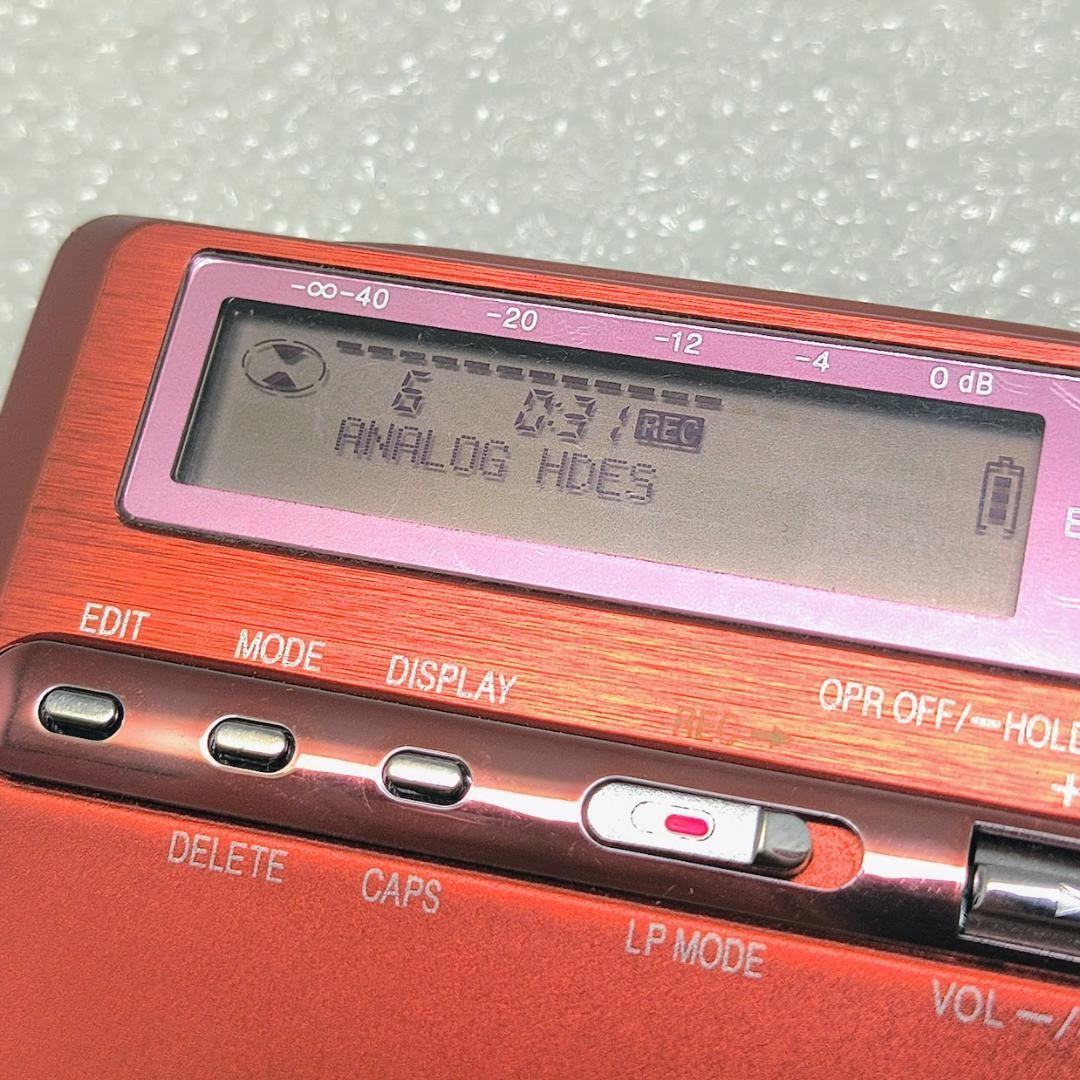 -∞-40 -20 -12 -4 0 dB
6 0:31 REC
ANALOG HDES
E
EDIT MODE DISPLAY
REC→ OPR OFF/
HOLD
+
DELETE CAPS LP MODE VOL −/